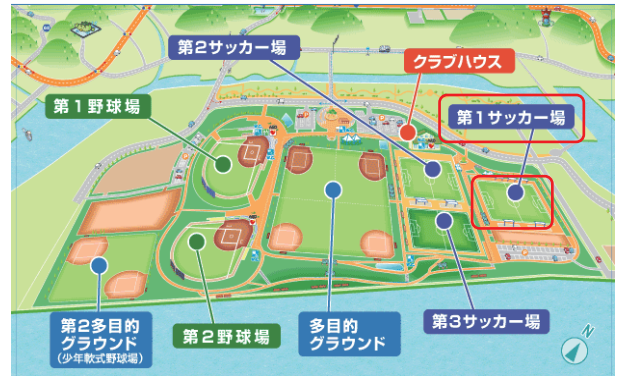 第2サッカー場
クラブハウス
第1野球場
第1サッカー場
第2多目的
グラウンド
(少年軟式野球場)
第2野球場
多目的
グラウンド
第3サッカー場
N